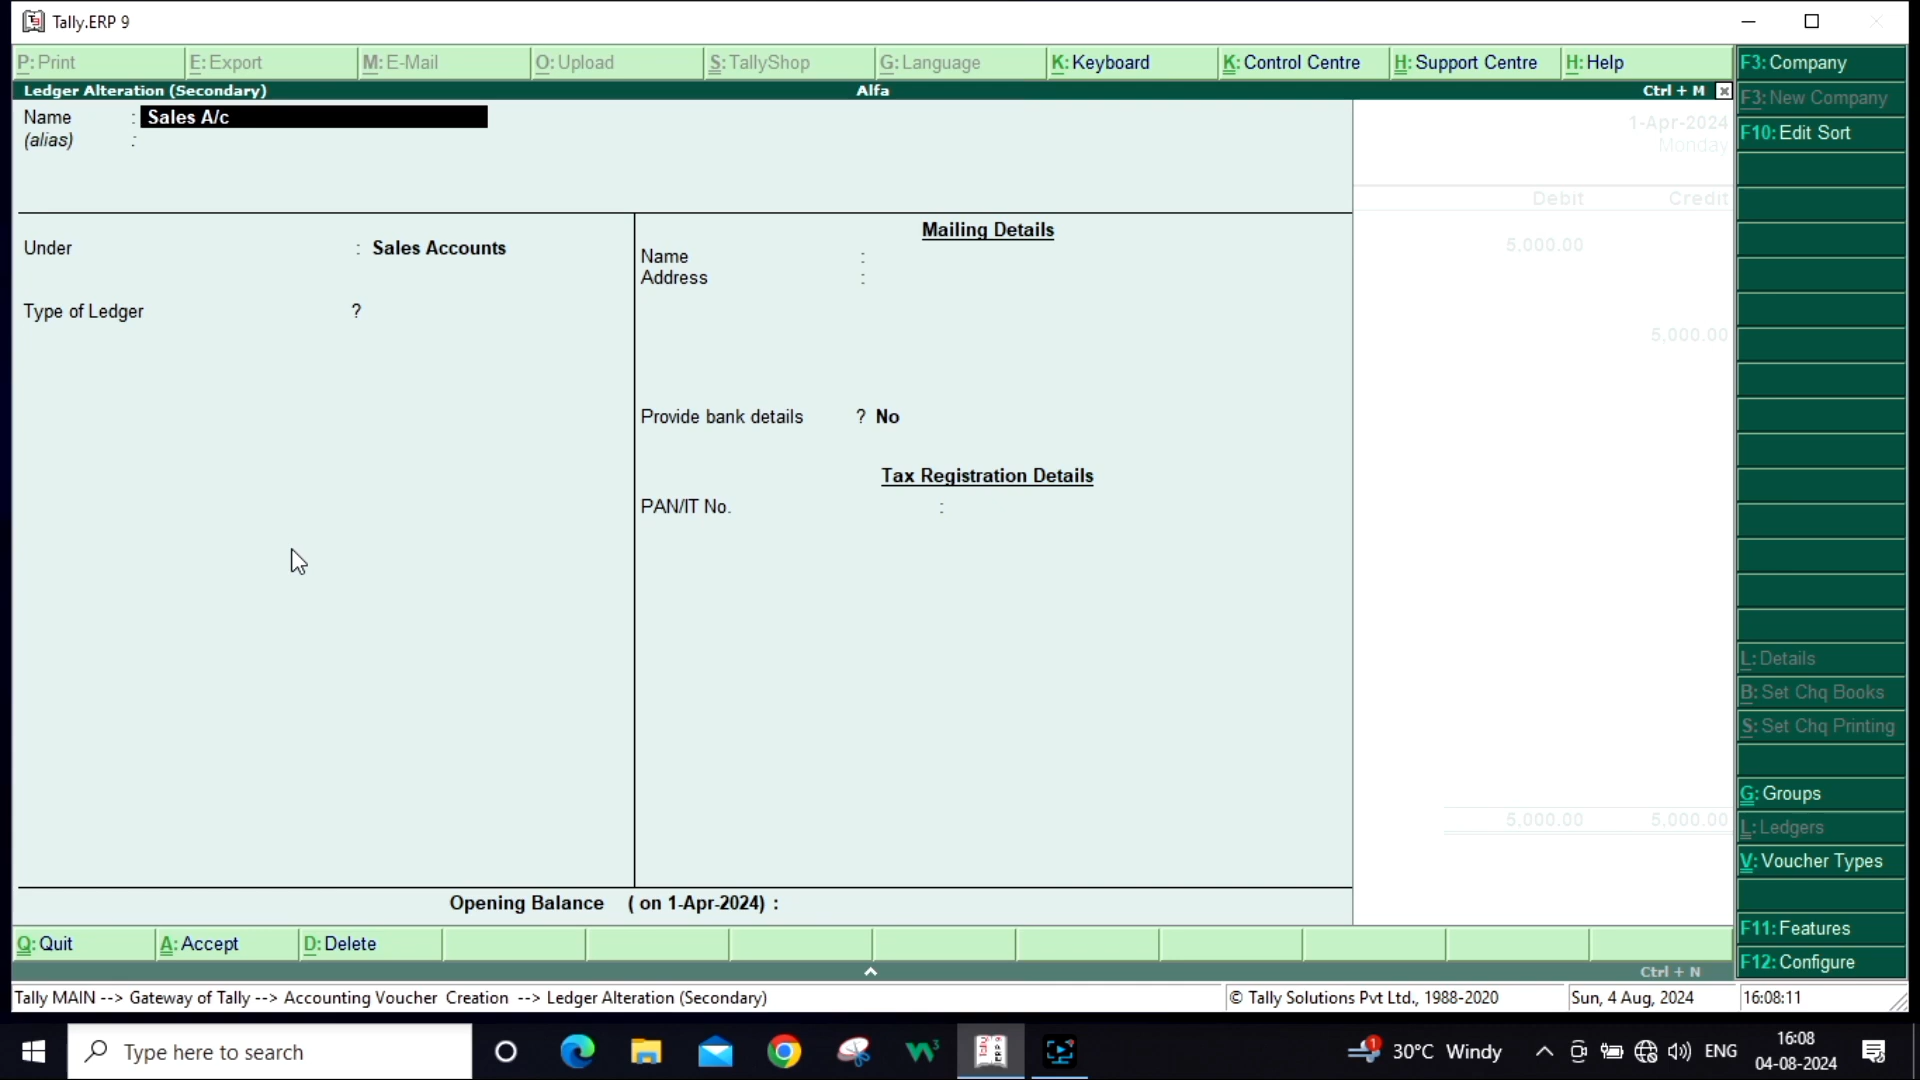 Tally.ERP 9
P: Print E: Export M: E-Mail O: Upload S: TallyShop G: Language K: Keyboard K: Control Centre H: Support Centre H: Help
F3: Company
Ledger Alteration (Secondary) Alfa Ctrl + M
F3: New Company
Name : Sales A/c
(alias) :
1-Apr-2024
Monday
F10: Edit Sort
Debit Credit
Under : Sales Accounts
Type of Ledger ?
Mailing Details
Name :
Address :
Provide bank details ? No
Tax Registration Details
PAN/IT No. :
5,000.00
5,000.00
5,000.00 5,000.00
L: Details
B: Set Chq Books
S: Set Chq Printing
G: Groups
L: Ledgers
V: Voucher Types
F11: Features
F12: Configure
Opening Balance ( on 1-Apr-2024) :
Q: Quit A: Accept D: Delete
Ctrl + N
Tally MAIN --> Gateway of Tally --> Accounting Voucher Creation --> Ledger Alteration (Secondary) © Tally Solutions Pvt Ltd., 1988-2020 Sun, 4 Aug, 2024 16:08:11
Type here to search
30°C Windy
ENG
16:08
04-08-2024